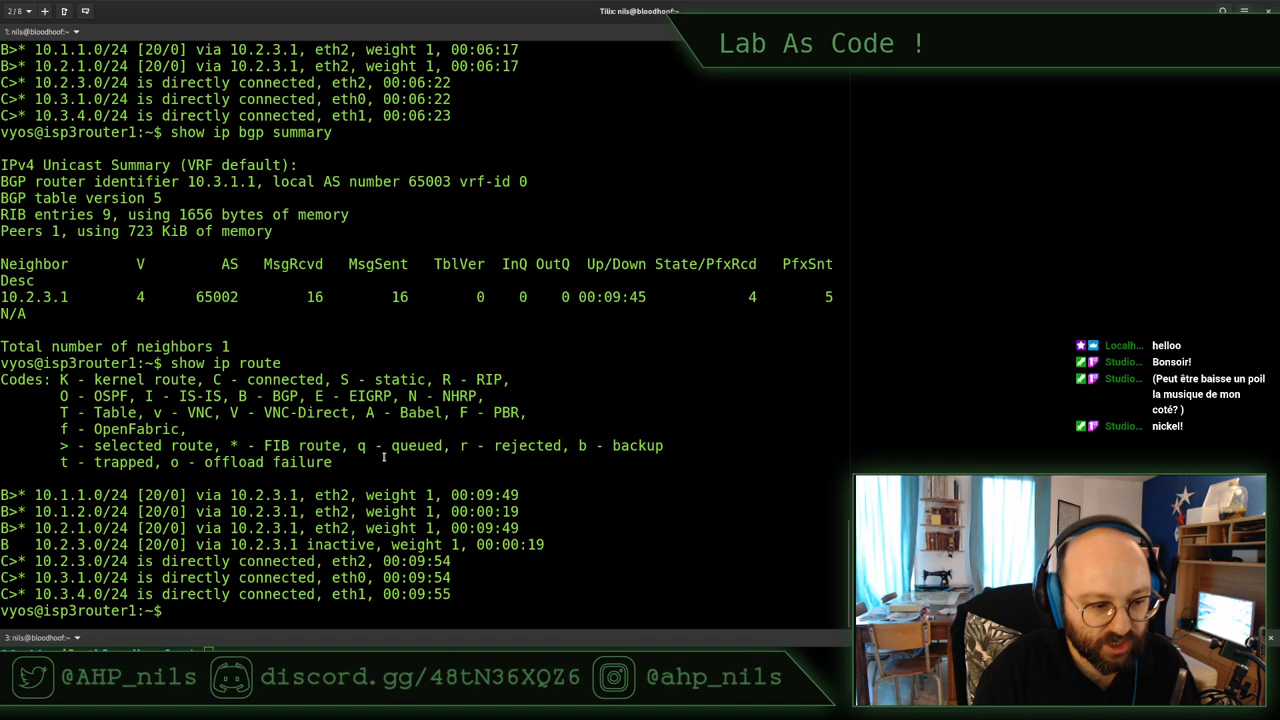 2 / 8
Tilix: nils@bloodhoof:~
1: nils@bloodhoof:~
Lab As Code !
B>* 10.1.1.0/24 [20/0] via 10.2.3.1, eth2, weight 1, 00:06:17
B>* 10.2.1.0/24 [20/0] via 10.2.3.1, eth2, weight 1, 00:06:17
C>* 10.2.3.0/24 is directly connected, eth2, 00:06:22
C>* 10.3.1.0/24 is directly connected, eth0, 00:06:22
C>* 10.3.4.0/24 is directly connected, eth1, 00:06:23
vyos@isp3router1:~$ show ip bgp summary
IPv4 Unicast Summary (VRF default):
BGP router identifier 10.3.1.1, local AS number 65003 vrf-id 0
BGP table version 5
RIB entries 9, using 1656 bytes of memory
Peers 1, using 723 KiB of memory
Neighbor V AS MsgRcvd MsgSent TblVer InQ OutQ Up/Down State/PfxRcd PfxSnt
Desc
10.2.3.1 4 65002 16 16 0 0 0 00:09:45 4 5
N/A
Total number of neighbors 1
vyos@isp3router1:~$ show ip route
Codes: K - kernel route, C - connected, S - static, R - RIP,
O - OSPF, I - IS-IS, B - BGP, E - EIGRP, N - NHRP,
T - Table, v - VNC, V - VNC-Direct, A - Babel, F - PBR,
f - OpenFabric,
> - selected route, * - FIB route, q - queued, r - rejected, b - backup
t - trapped, o - offload failure
B>* 10.1.1.0/24 [20/0] via 10.2.3.1, eth2, weight 1, 00:09:49
B>* 10.1.2.0/24 [20/0] via 10.2.3.1, eth2, weight 1, 00:00:19
B>* 10.2.1.0/24 [20/0] via 10.2.3.1, eth2, weight 1, 00:09:49
B 10.2.3.0/24 [20/0] via 10.2.3.1 inactive, weight 1, 00:00:19
C>* 10.2.3.0/24 is directly connected, eth2, 00:09:54
C>* 10.3.1.0/24 is directly connected, eth0, 00:09:54
C>* 10.3.4.0/24 is directly connected, eth1, 00:09:55
vyos@isp3router1:~$
3: nils@bloodhoof:~
Localh... helloo
Studio... Bonsoir!
Studio... (Peut être baisse un poil
la musique de mon
coté? )
Studio... nickel!
@AHP_nils discord.gg/48tN36XQZ6 @ahp_nils